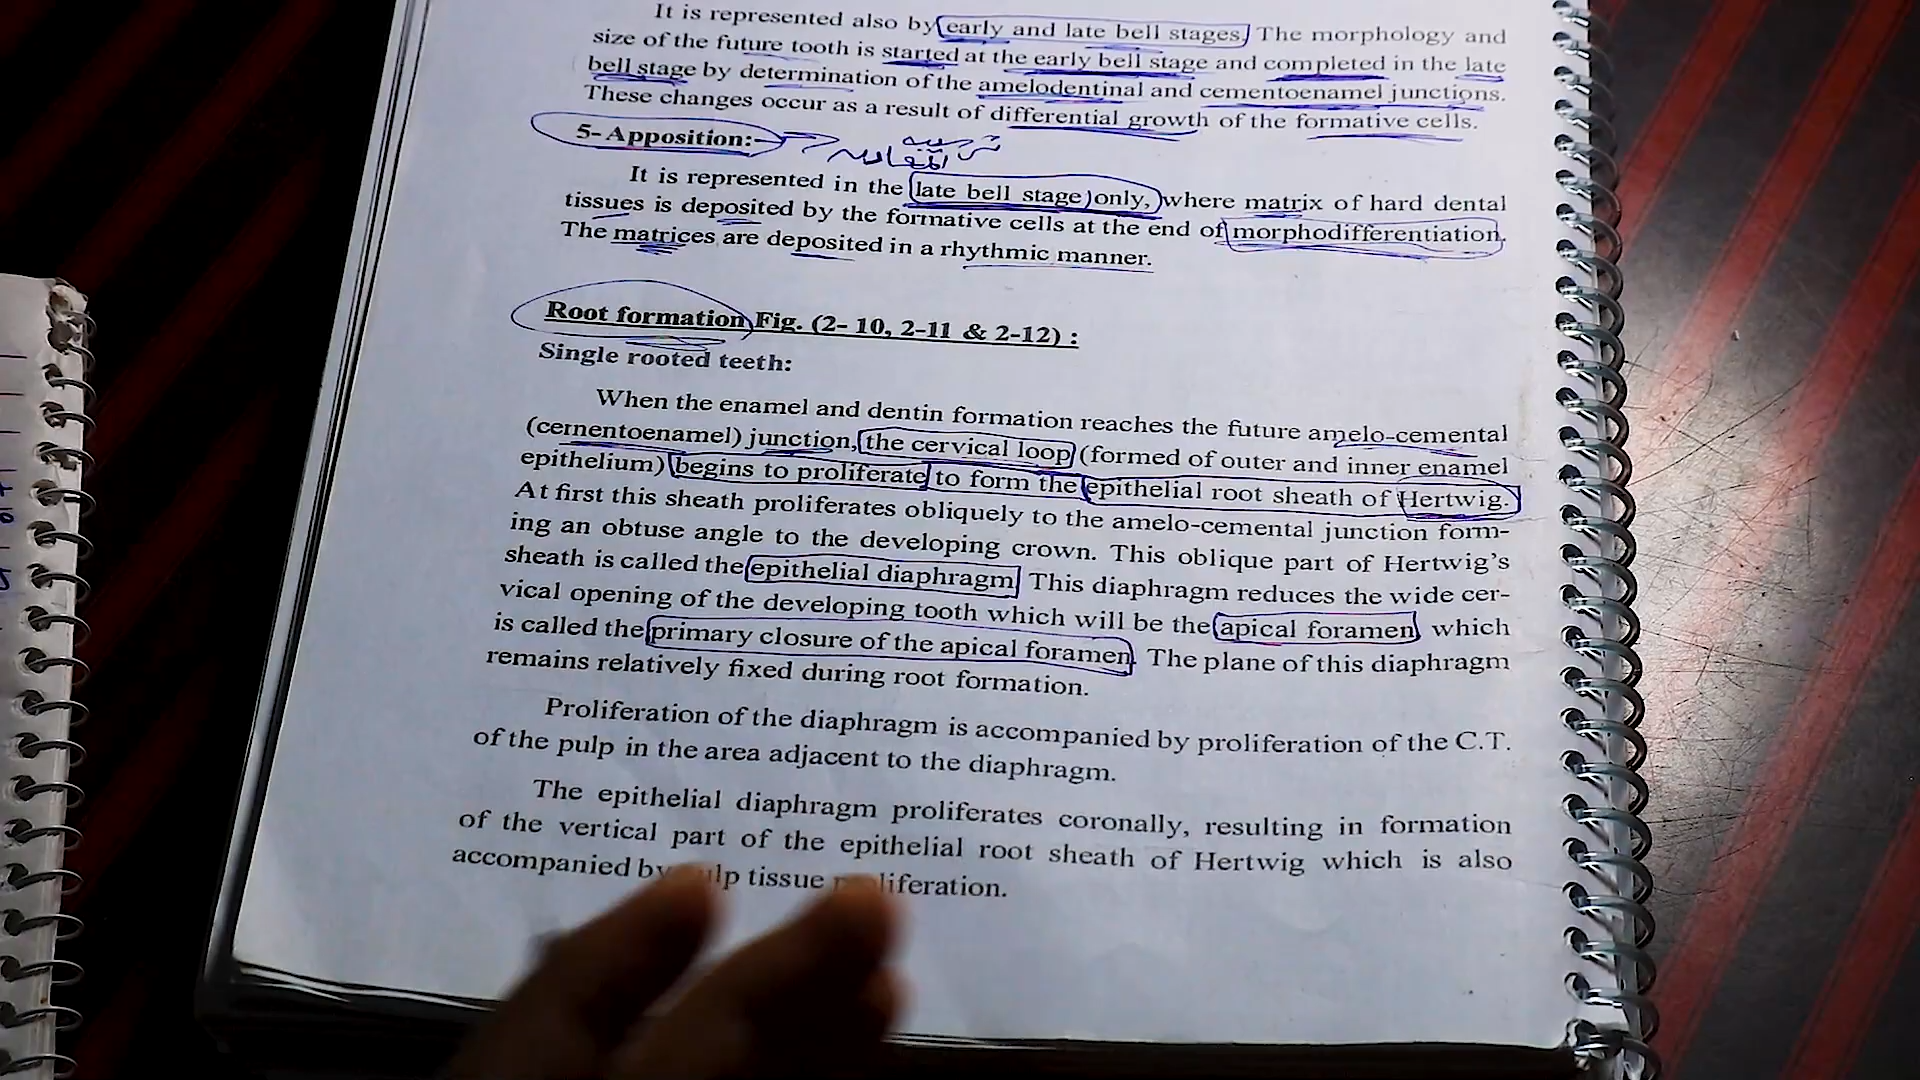 It is represented also by early and late bell stages. The morphology and
size of the future tooth is started at the early bell stage and completed in the late
bell stage by determination of the amelodentinal and cementoenamel junctions.
These changes occur as a result of differential growth of the formative cells.
5- Apposition:-
It is represented in the late bell stage)only, where matrix of hard dental
tissues is deposited by the formative cells at the end of morphodifferentiation.
The matrices are deposited in a rhythmic manner.
Root formation Fig. (2- 10, 2-11 & 2-12) :
Single rooted teeth:
When the enamel and dentin formation reaches the future amelo-cemental
(cementoenamel) junction, the cervical loop (formed of outer and inner enamel
epithelium) begins to proliferate to form the epithelial root sheath of Hertwig.
At first this sheath proliferates obliquely to the amelo-cemental junction form-
ing an obtuse angle to the developing crown. This oblique part of Hertwig's
sheath is called the epithelial diaphragm. This diaphragm reduces the wide cer-
vical opening of the developing tooth which will be the apical foramen, which
is called the primary closure of the apical foramen. The plane of this diaphragm
remains relatively fixed during root formation.
Proliferation of the diaphragm is accompanied by proliferation of the C.T.
of the pulp in the area adjacent to the diaphragm.
The epithelial diaphragm proliferates coronally, resulting in formation
of the vertical part of the epithelial root sheath of Hertwig which is also
accompanied by pulp tissue proliferation.